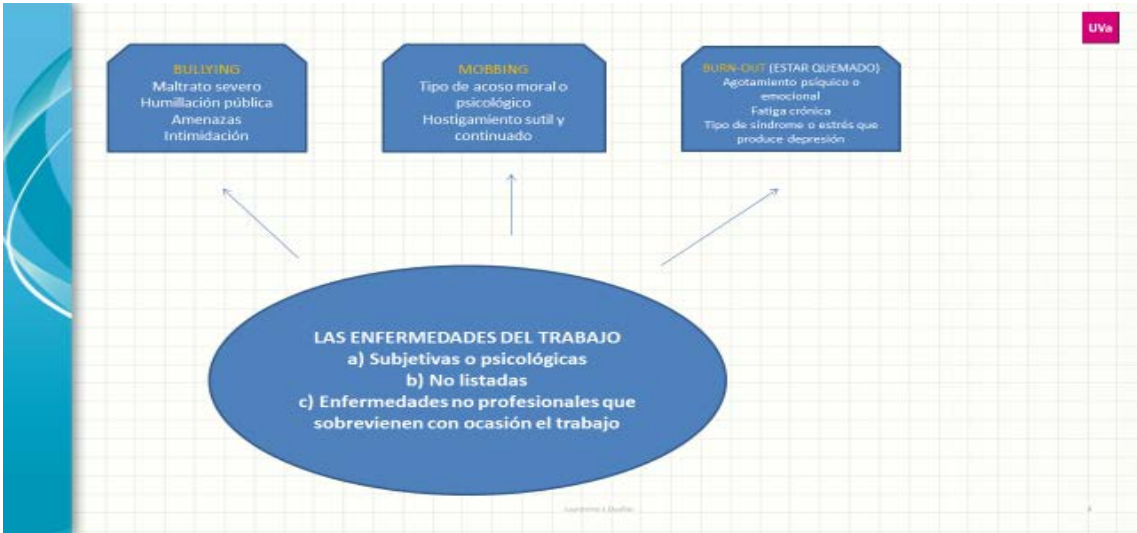 UVa
BULLYING
Maltrato severo
Humillación pública
Amenazas
Intimidación
MOBBING
Tipo de acoso moral o
psicológico
Hostigamiento sutil y
continuado
BURN-OUT (ESTAR QUEMADO)
Agotamiento psíquico o
emocional
Fatiga crónica
Tipo de síndrome o estrés que
produce depresión
LAS ENFERMEDADES DEL TRABAJO
a) Subjetivas o psicológicas
b) No listadas
c) Enfermedades no profesionales que
sobrevienen con ocasión el trabajo